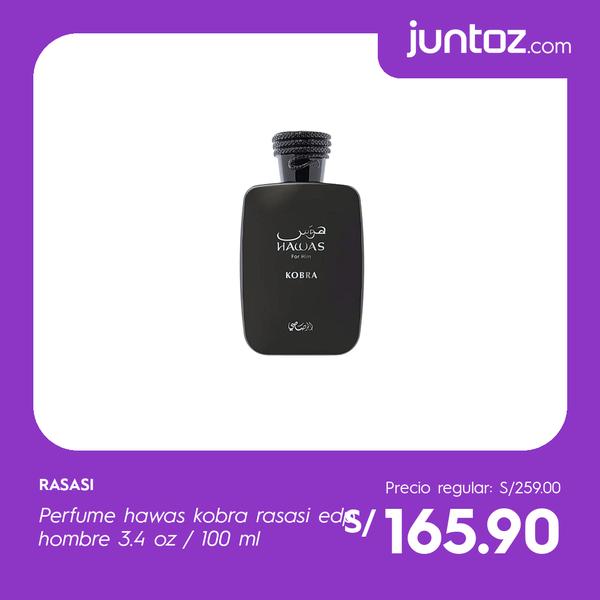 juntoz.com
هوس
HAWAS
For Him
KOBRA
الرصاصي
RASASI
Precio regular: S/259.00
Perfume hawas kobra rasasi edp
hombre 3.4 oz / 100 ml
S/ 165.90